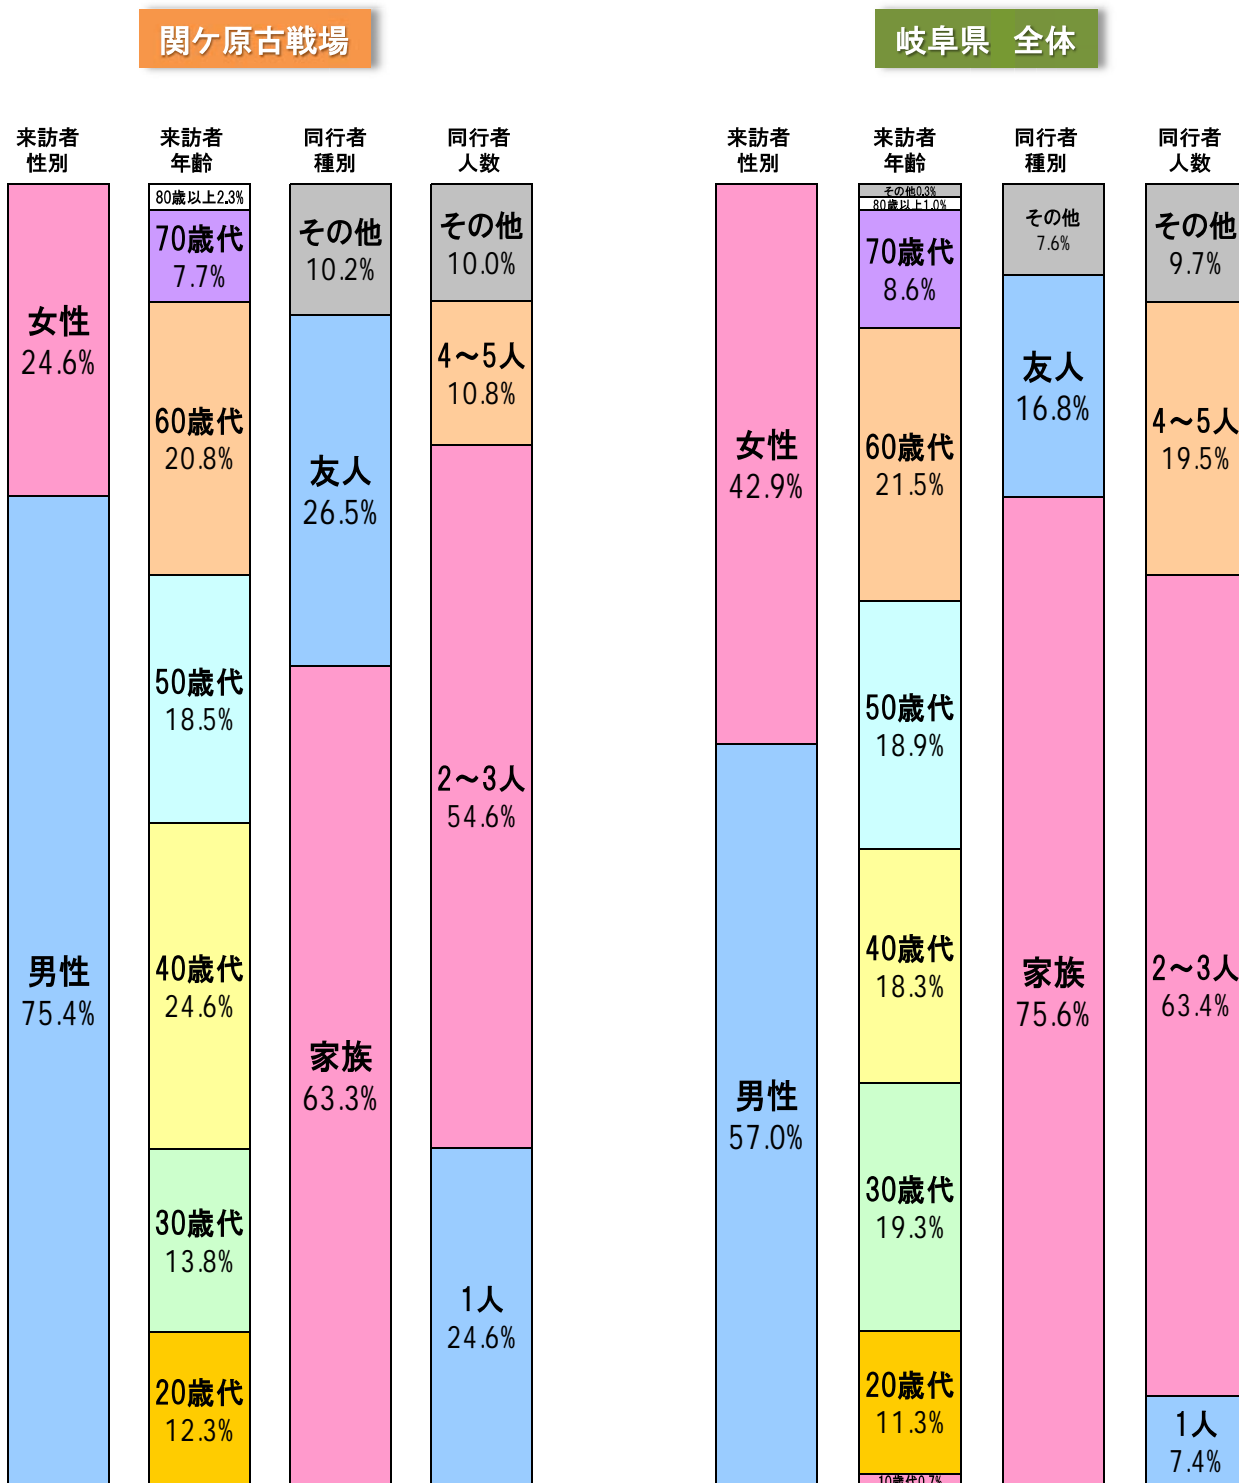 関ケ原古戦場
来訪者
性別
来訪者
年齢
同行者
種別
同行者
人数
女性
24.6%
男性
75.4%
80歳以上2.3%
70歳代
7.7%
60歳代
20.8%
50歳代
18.5%
40歳代
24.6%
30歳代
13.8%
20歳代
12.3%
その他
10.2%
友人
26.5%
家族
63.3%
その他
10.0%
4～5人
10.8%
2～3人
54.6%
1人
24.6%
岐阜県　全体
来訪者
性別
来訪者
年齢
同行者
種別
同行者
人数
女性
42.9%
男性
57.0%
その他0.3%
80歳以上1.0%
70歳代
8.6%
60歳代
21.5%
50歳代
18.9%
40歳代
18.3%
30歳代
19.3%
20歳代
11.3%
10歳代0.7%
その他
7.6%
友人
16.8%
家族
75.6%
その他
9.7%
4～5人
19.5%
2～3人
63.4%
1人
7.4%